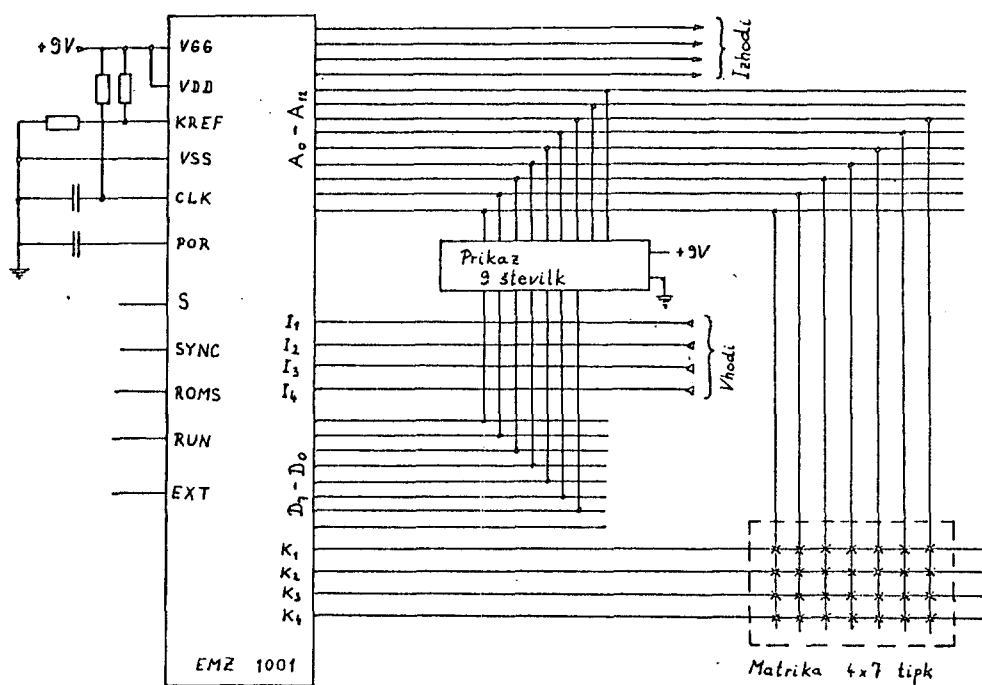 +9V
VGG
VDD
KREF
VSS
CLK
POR
S
SYNC
ROMS
RUN
EXT
A₀ - A₁₂
Izhodi
Prikaz
9 številk
+9V
I₁
I₂
I₃
I₄
Vhodi
D₇ - D₀
K₁
K₂
K₃
K₄
EMZ 1001
Matrika 4x7 tipk